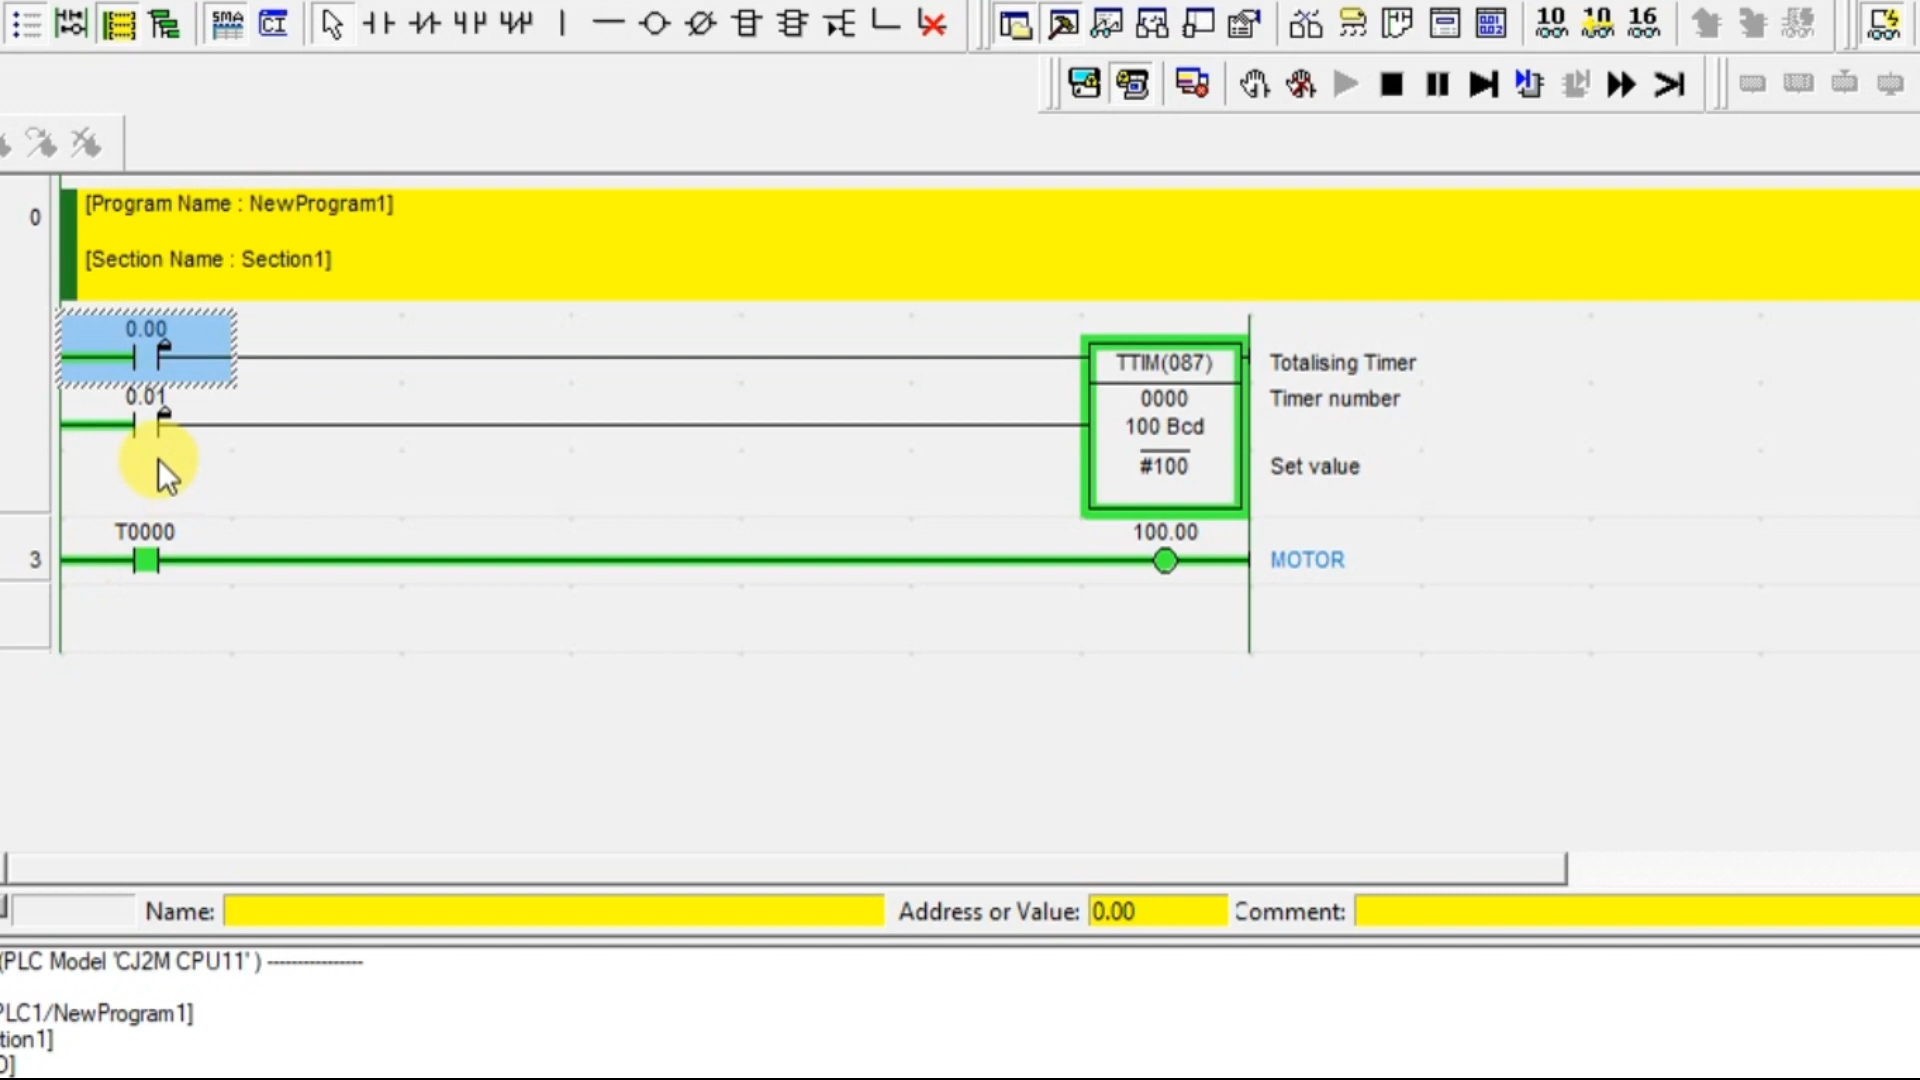 SMA
CI
10
10
16
0
[Program Name : NewProgram1]
[Section Name : Section1]
0.00
TTIM(087)
Totalising Timer
0.01
0000
Timer number
100 Bcd
#100
Set value
T0000
100.00
3
MOTOR
Name:
Address or Value:
0.00
Comment:
(PLC Model 'CJ2M CPU11') ----------------
PLC1/NewProgram1]
tion1]